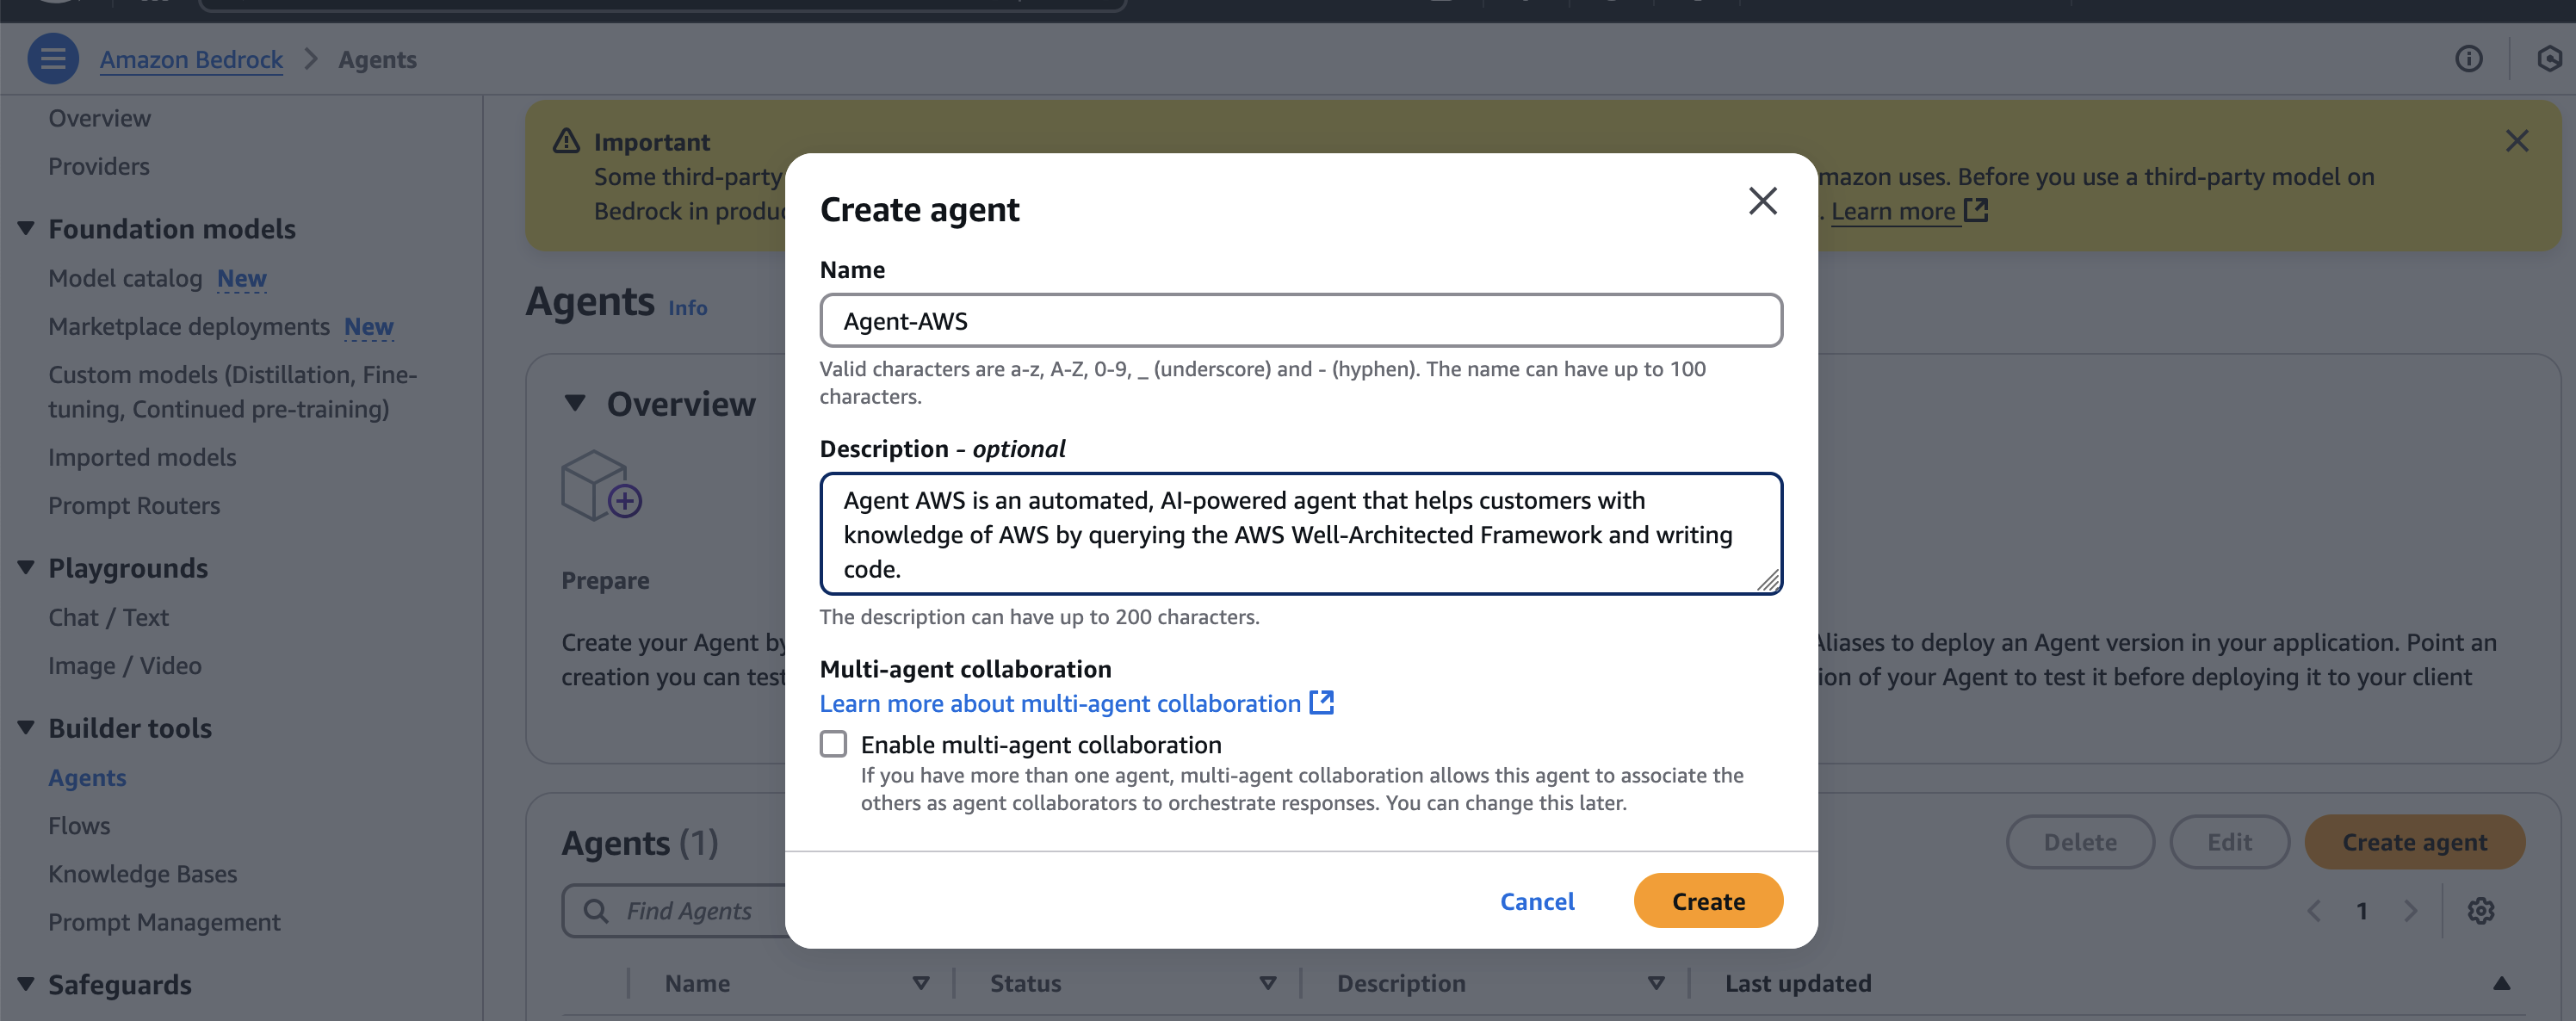 Amazon Bedrock > Agents
Overview
Providers
Foundation models
Model catalog New
Marketplace deployments New
Custom models (Distillation, Fine-
tuning, Continued pre-training)
Imported models
Prompt Routers
Playgrounds
Chat / Text
Image / Video
Builder tools
Agents
Flows
Knowledge Bases
Prompt Management
Safeguards
Important
Some third-party
mazon uses. Before you use a third-party model on
Bedrock in produc
. Learn more
Agents Info
Overview
Prepare
Create your Agent by
creation you can test
Aliases to deploy an Agent version in your application. Point an
ion of your Agent to test it before deploying it to your client
Agents (1)
Delete
Edit
Create agent
Find Agents
1
Name
Status
Description
Last updated
Create agent
Name
Agent-AWS
Valid characters are a-z, A-Z, 0-9, _ (underscore) and - (hyphen). The name can have up to 100
characters.
Description - optional
Agent AWS is an automated, AI-powered agent that helps customers with
knowledge of AWS by querying the AWS Well-Architected Framework and writing
code.
The description can have up to 200 characters.
Multi-agent collaboration
Learn more about multi-agent collaboration
Enable multi-agent collaboration
If you have more than one agent, multi-agent collaboration allows this agent to associate the
others as agent collaborators to orchestrate responses. You can change this later.
Cancel
Create